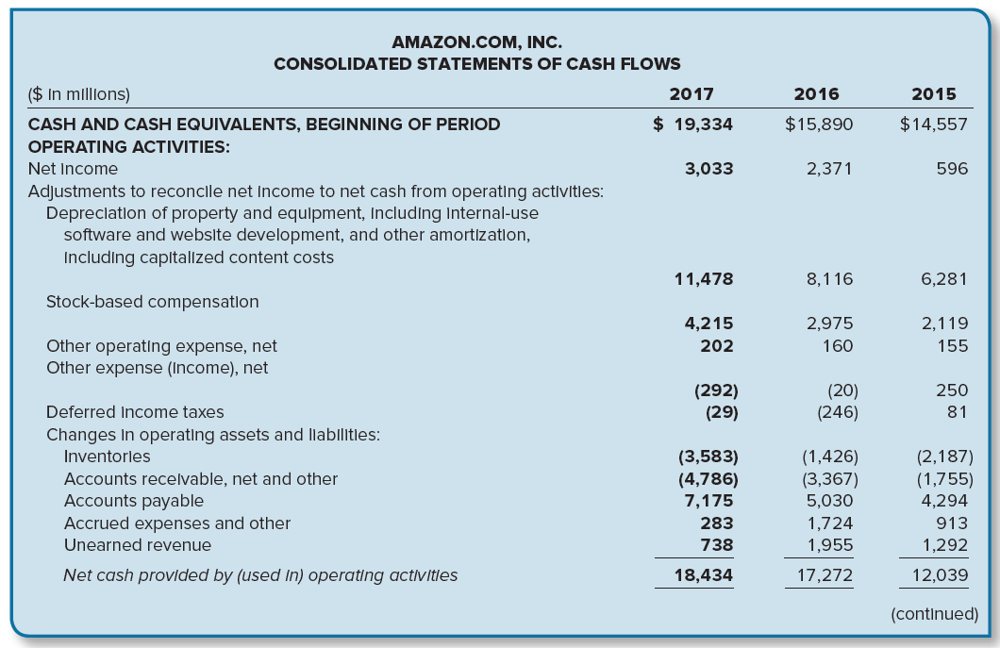 AMAZON.COM, INC.
CONSOLIDATED STATEMENTS OF CASH FLOWS
($ in millions) 2017 2016 2015
CASH AND CASH EQUIVALENTS, BEGINNING OF PERIOD $ 19,334 $15,890 $14,557
OPERATING ACTIVITIES:
Net income 3,033 2,371 596
Adjustments to reconcile net income to net cash from operating activities:
Depreciation of property and equipment, including internal-use
software and website development, and other amortization,
including capitalized content costs
11,478 8,116 6,281
Stock-based compensation
4,215 2,975 2,119
Other operating expense, net 202 160 155
Other expense (income), net
(292) (20) 250
Deferred income taxes (29) (246) 81
Changes in operating assets and liabilities:
Inventories (3,583) (1,426) (2,187)
Accounts receivable, net and other (4,786) (3,367) (1,755)
Accounts payable 7,175 5,030 4,294
Accrued expenses and other 283 1,724 913
Unearned revenue 738 1,955 1,292
Net cash provided by (used in) operating activities 18,434 17,272 12,039
(continued)